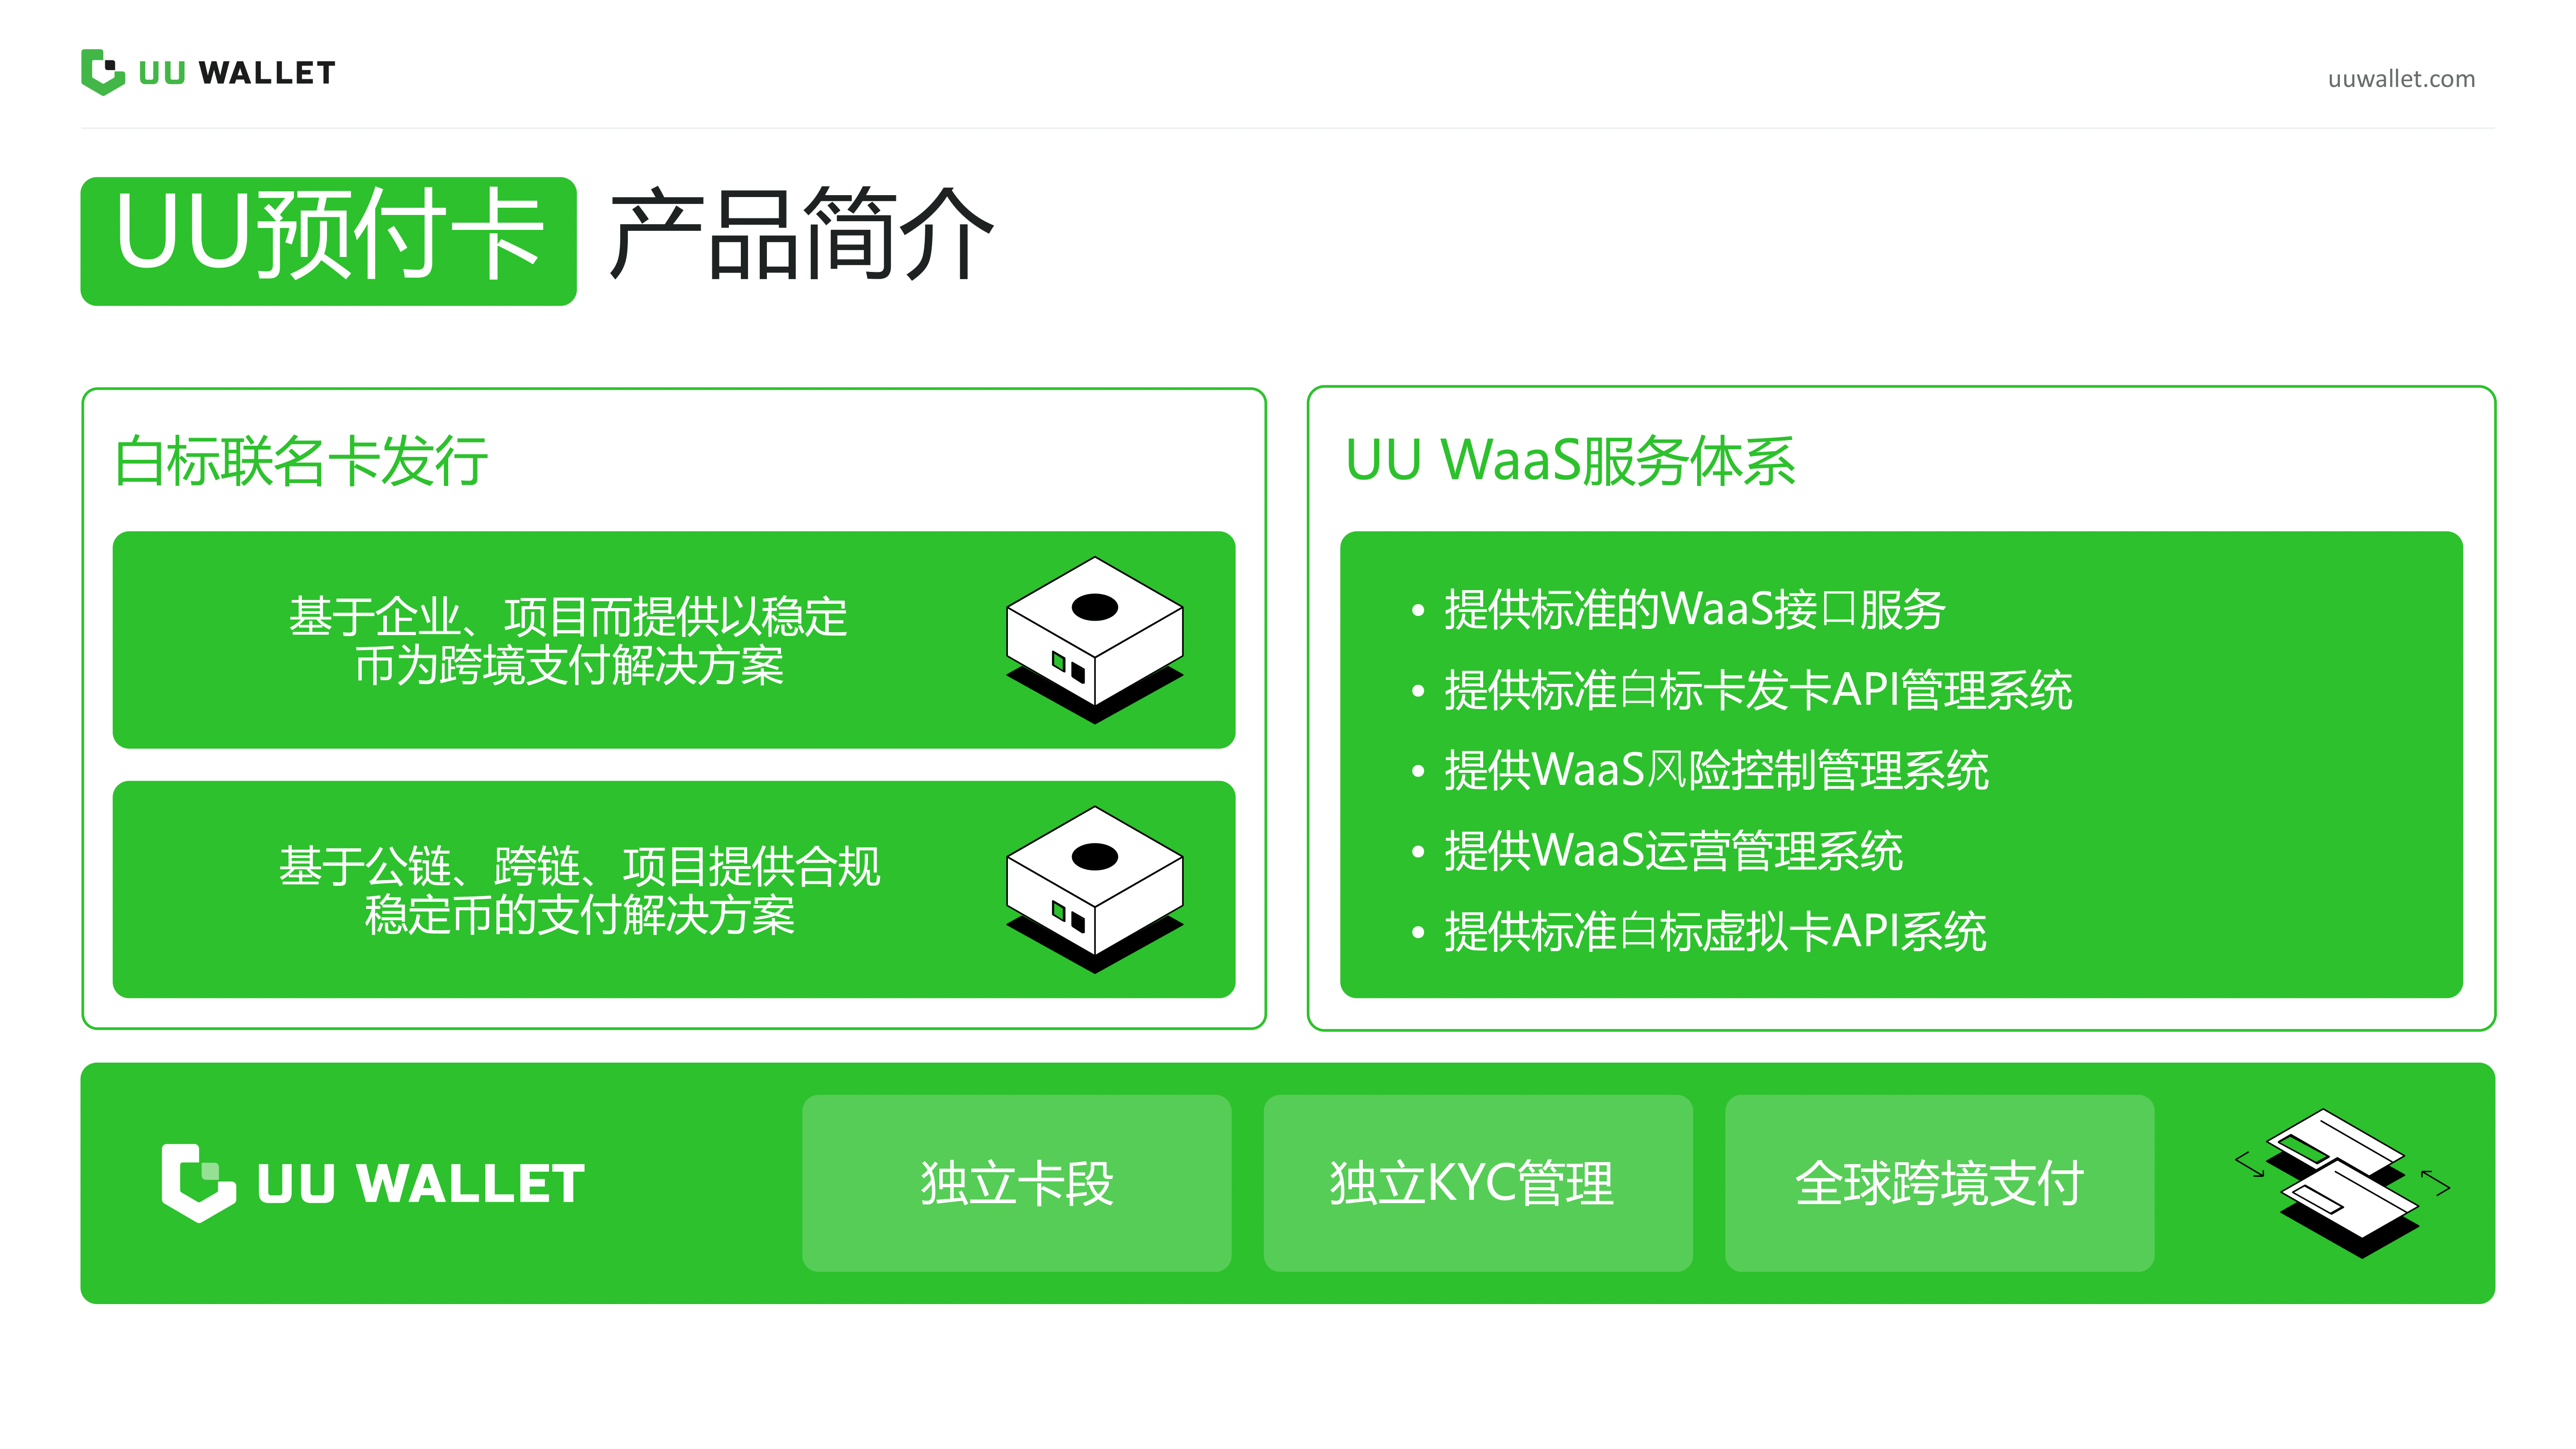 UU WALLET
uuwallet.com
UU预付卡 产品简介
白标联名卡发行
基于企业、项目而提供以稳定
币为跨境支付解决方案
基于公链、跨链、项目提供合规
稳定币的支付解决方案
UU WaaS服务体系
• 提供标准的WaaS接口服务
• 提供标准白标卡发卡API管理系统
• 提供WaaS风险控制管理系统
• 提供WaaS运营管理系统
• 提供标准白标虚拟卡API系统
UU WALLET
独立卡段
独立KYC管理
全球跨境支付